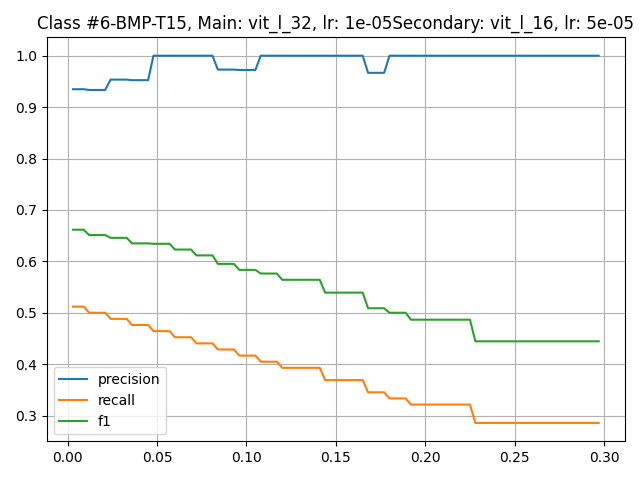 Class #6-BMP-T15, Main: vit_l_32, lr: 1e-05Secondary: vit_l_16, lr: 5e-05
1.0
0.9
0.8
0.7
0.6
0.5
0.4
0.3
precision
recall
f1
0.00 0.05 0.10 0.15 0.20 0.25 0.30